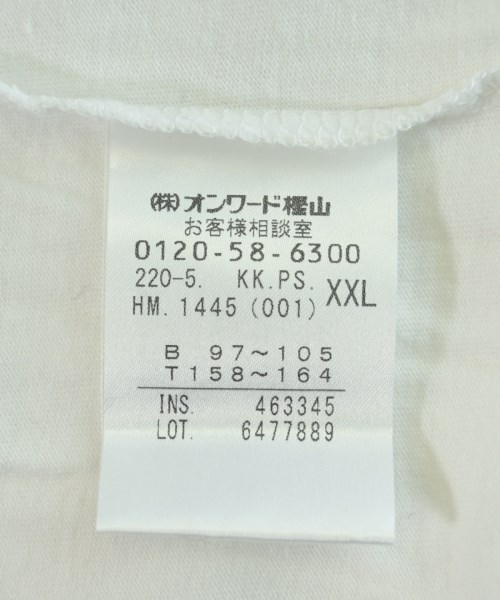 (株)オンワード樫山
お客様相談室
0120-58-6300
220-5. KK.PS. XXL
HM.1445(001)
B 97～105
T 158～164
INS. 463345
LOT. 6477889